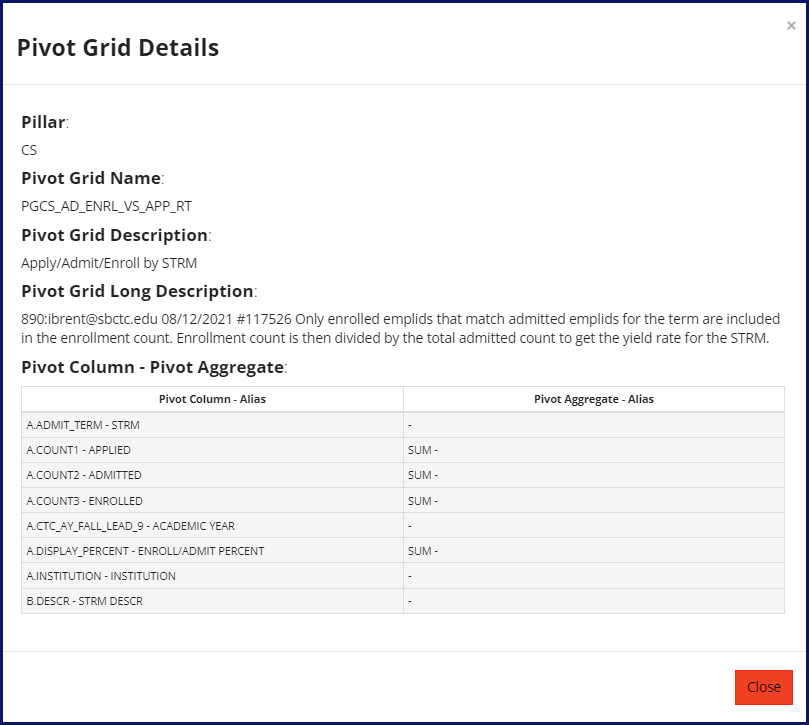 ×
Pivot Grid Details
Pillar:
CS
Pivot Grid Name:
PGCS_AD_ENRL_VS_APP_RT
Pivot Grid Description:
Apply/Admit/Enroll by STRM
Pivot Grid Long Description:
890:ibrent@sbctc.edu 08/12/2021 #117526 Only enrolled emplids that match admitted emplids for the term are included
in the enrollment count. Enrollment count is then divided by the total admitted count to get the yield rate for the STRM.
Pivot Column - Pivot Aggregate:
Pivot Column - Alias Pivot Aggregate - Alias
A.ADMIT_TERM - STRM -
A.COUNT1 - APPLIED SUM -
A.COUNT2 - ADMITTED SUM -
A.COUNT3 - ENROLLED SUM -
A.CTC_AY_FALL_LEAD_9 - ACADEMIC YEAR -
A.DISPLAY_PERCENT - ENROLL/ADMIT PERCENT SUM -
A.INSTITUTION - INSTITUTION -
B.DESCR - STRM DESCR -
Close